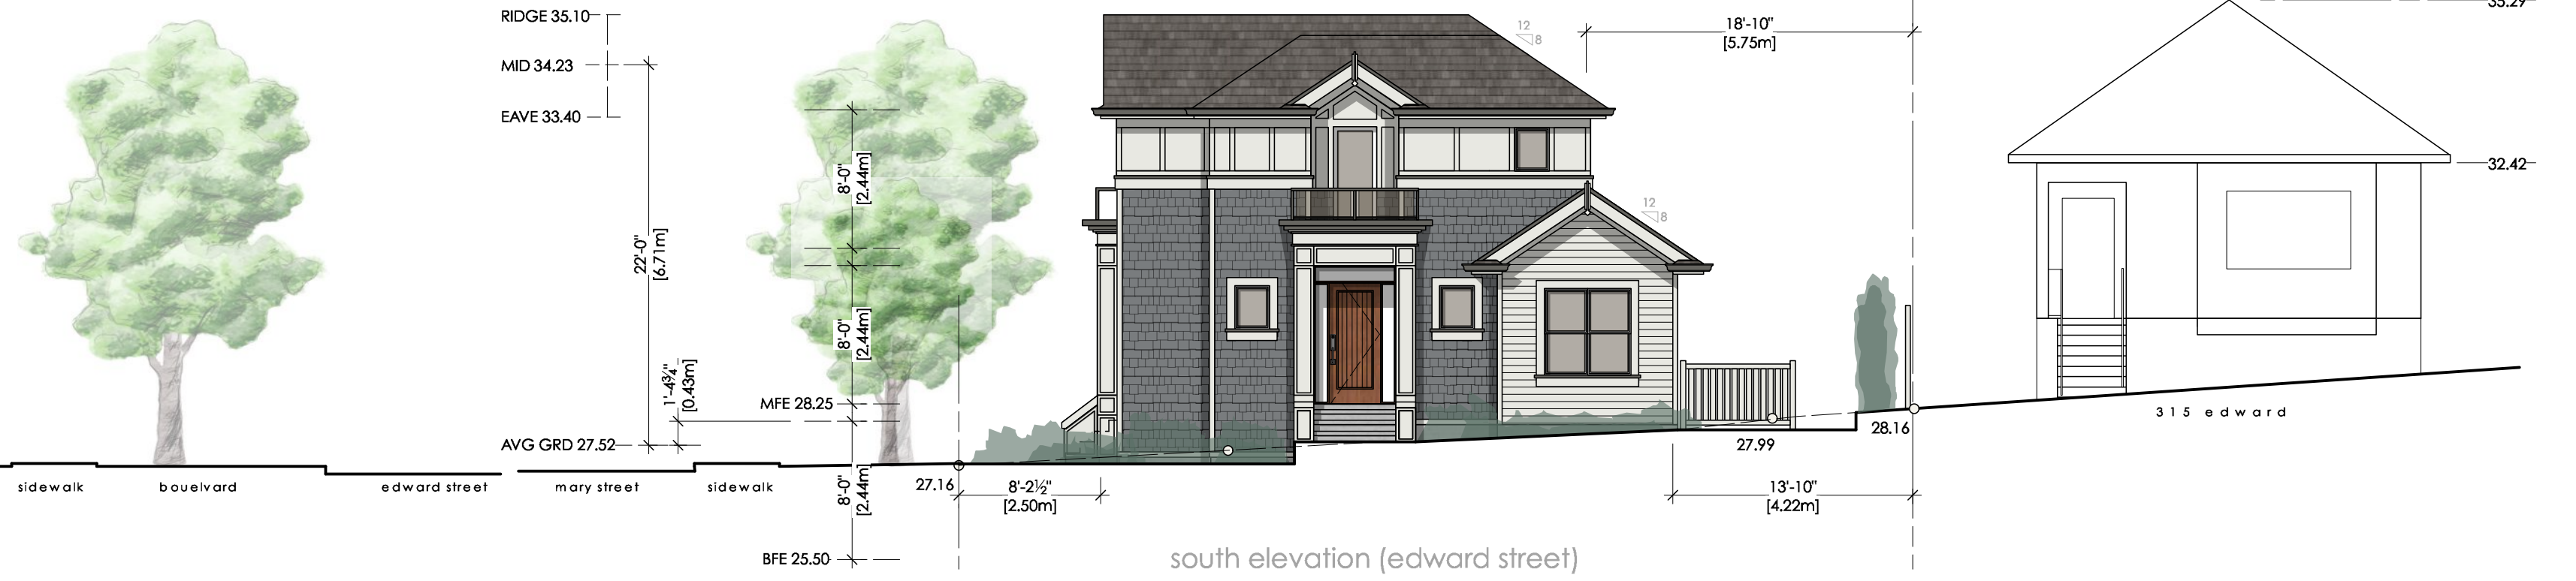 RIDGE 35.10
MID 34.23
EAVE 33.40
22'-0"
[6.71m]
1'-4¾"
[0.43m]
AVG GRD 27.52
8'-0"
[2.44m]
8'-0"
[2.44m]
MFE 28.25
8'-0"
[2.44m]
BFE 25.50
12
8
18'-10"
[5.75m]
12
8
35.29
32.42
315 edward
28.16
27.99
27.16
8'-2½"
[2.50m]
13'-10"
[4.22m]
sidewalk
bouelvard
edward street
mary street
sidewalk
south elevation (edward street)